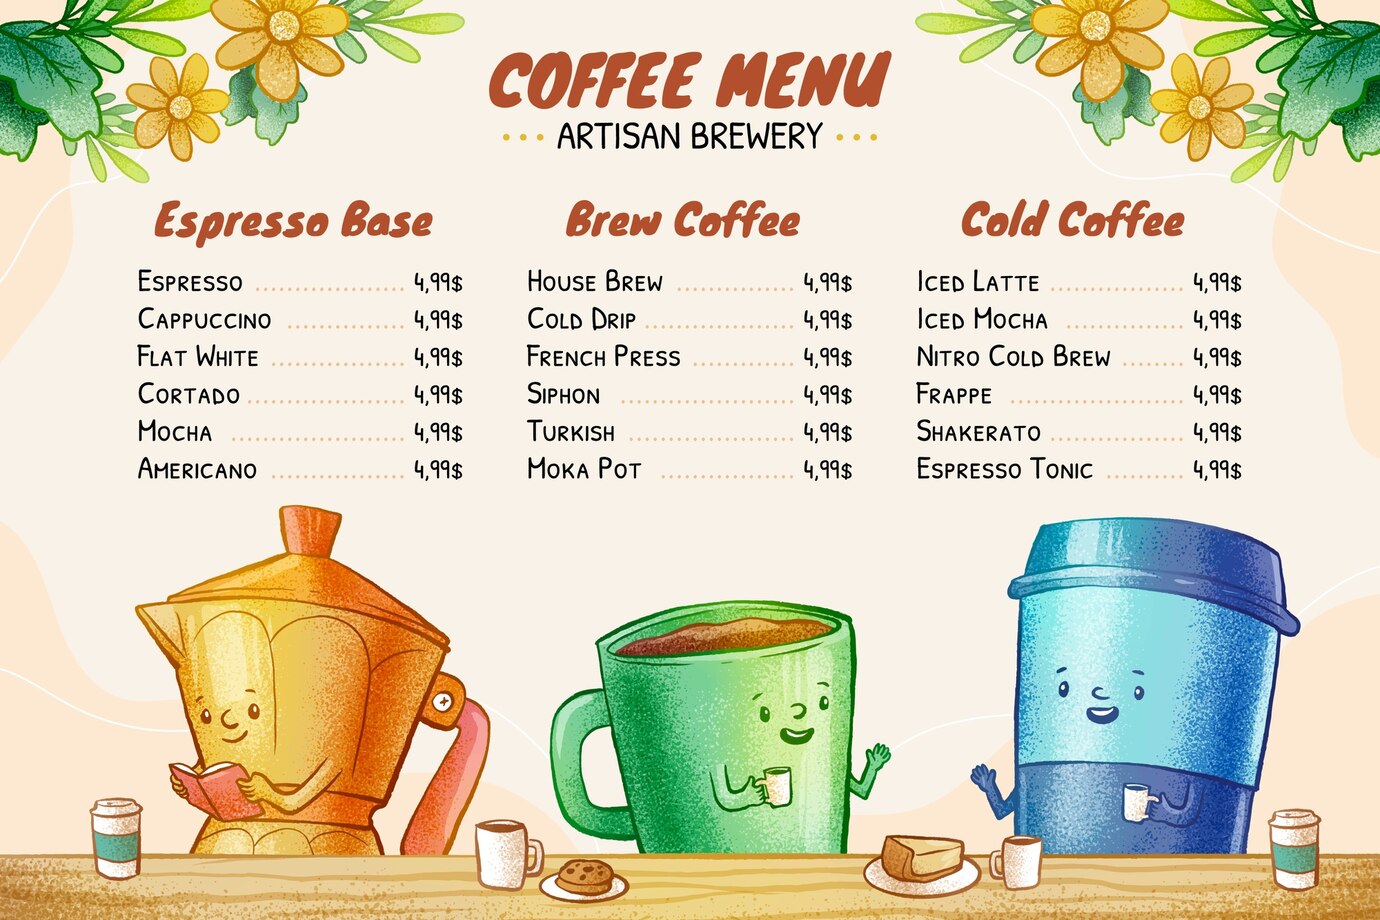 COFFEE MENU
ARTISAN BREWERY
Espresso Base
ESPRESSO 4,99$
CAPPUCCINO 4,99$
FLAT WHITE 4,99$
CORTADO 4,99$
MOCHA 4,99$
AMERICANO 4,99$
Brew Coffee
HOUSE BREW 4,99$
COLD DRIP 4,99$
FRENCH PRESS 4,99$
SIPHON 4,99$
TURKISH 4,99$
MOKA POT 4,99$
Cold Coffee
ICED LATTE 4,99$
ICED MOCHA 4,99$
NITRO COLD BREW 4,99$
FRAPPE 4,99$
SHAKERATO 4,99$
ESPRESSO TONIC 4,99$